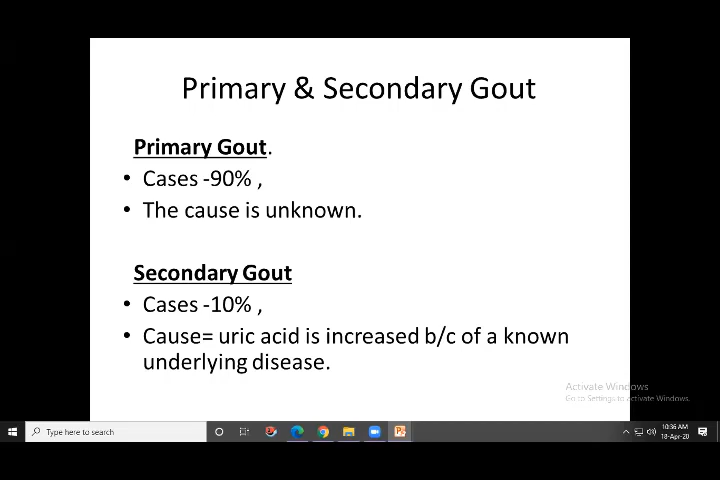 Primary & Secondary Gout
Primary Gout.
• Cases -90% ,
• The cause is unknown.
Secondary Gout
• Cases -10% ,
• Cause= uric acid is increased b/c of a known
underlying disease.
Activate Windows
Go to Settings to activate Windows.
Type here to search
10:36 AM
18-Apr-20